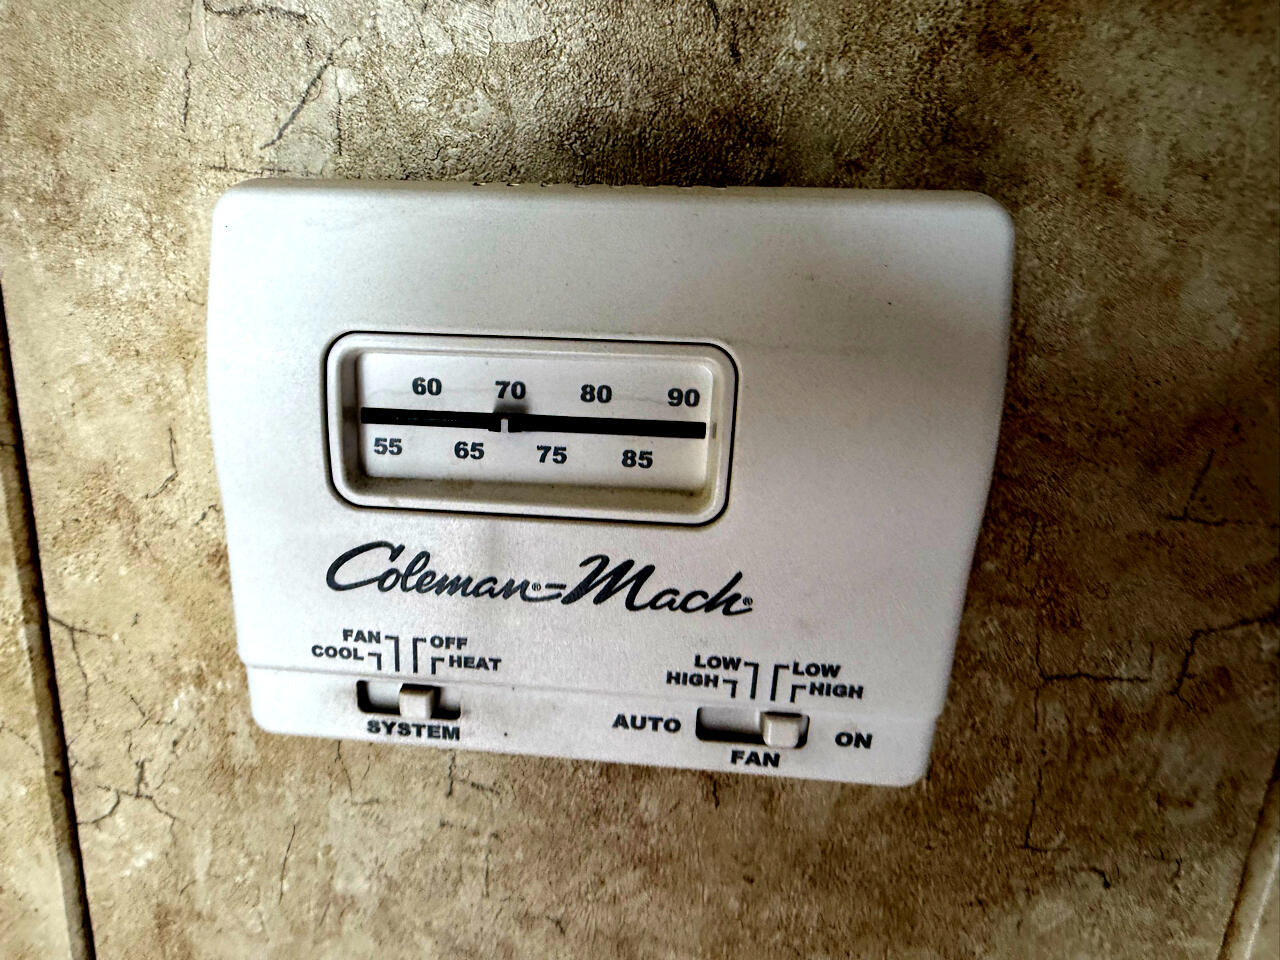 60 70 80 90
55 65 75 85
Coleman®-Mach®
FAN OFF
COOL HEAT
SYSTEM
LOW LOW
HIGH HIGH
AUTO ON
FAN